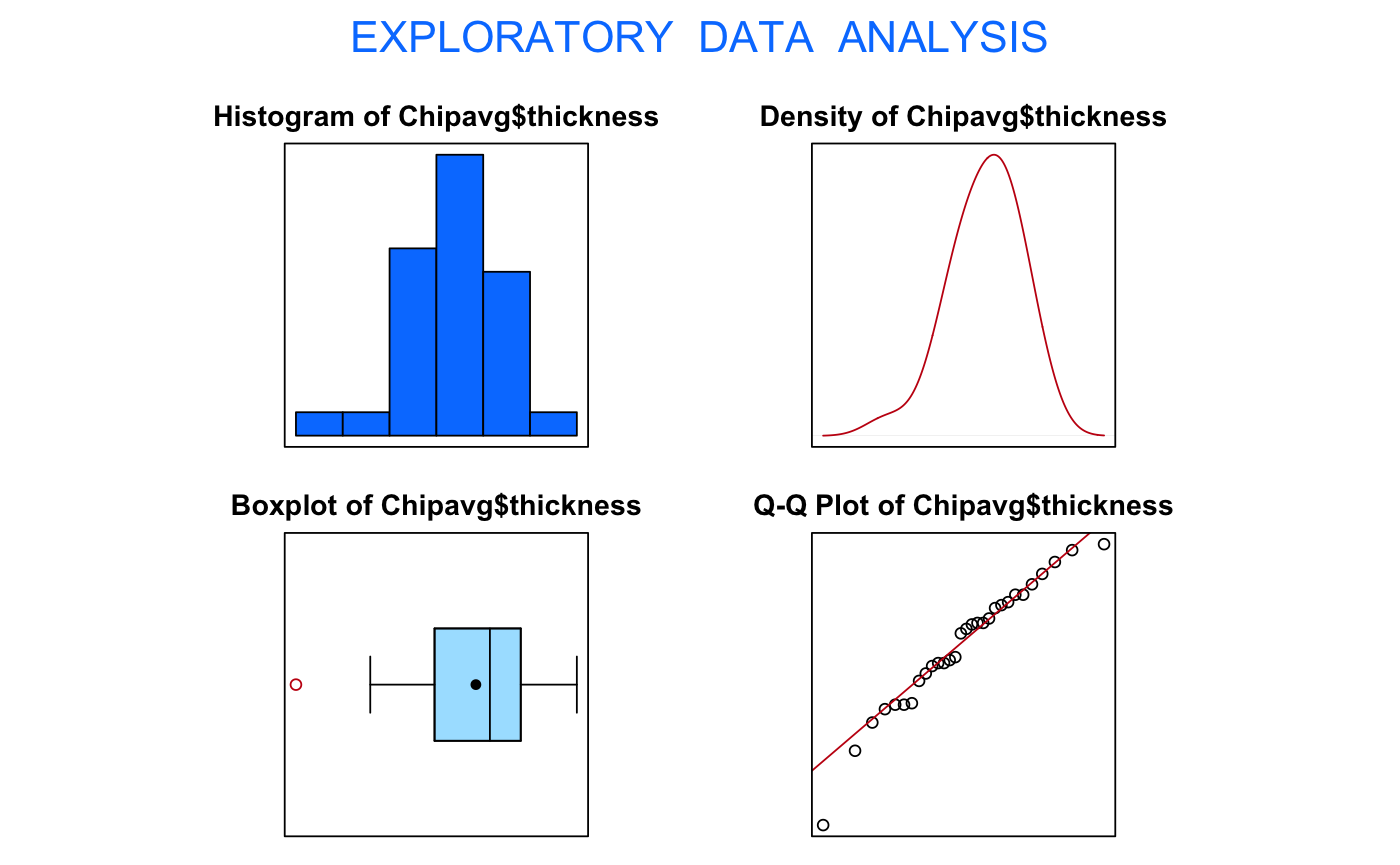 EXPLORATORY DATA ANALYSIS
Histogram of Chipavg$thickness
Density of Chipavg$thickness
Boxplot of Chipavg$thickness
Q-Q Plot of Chipavg$thickness